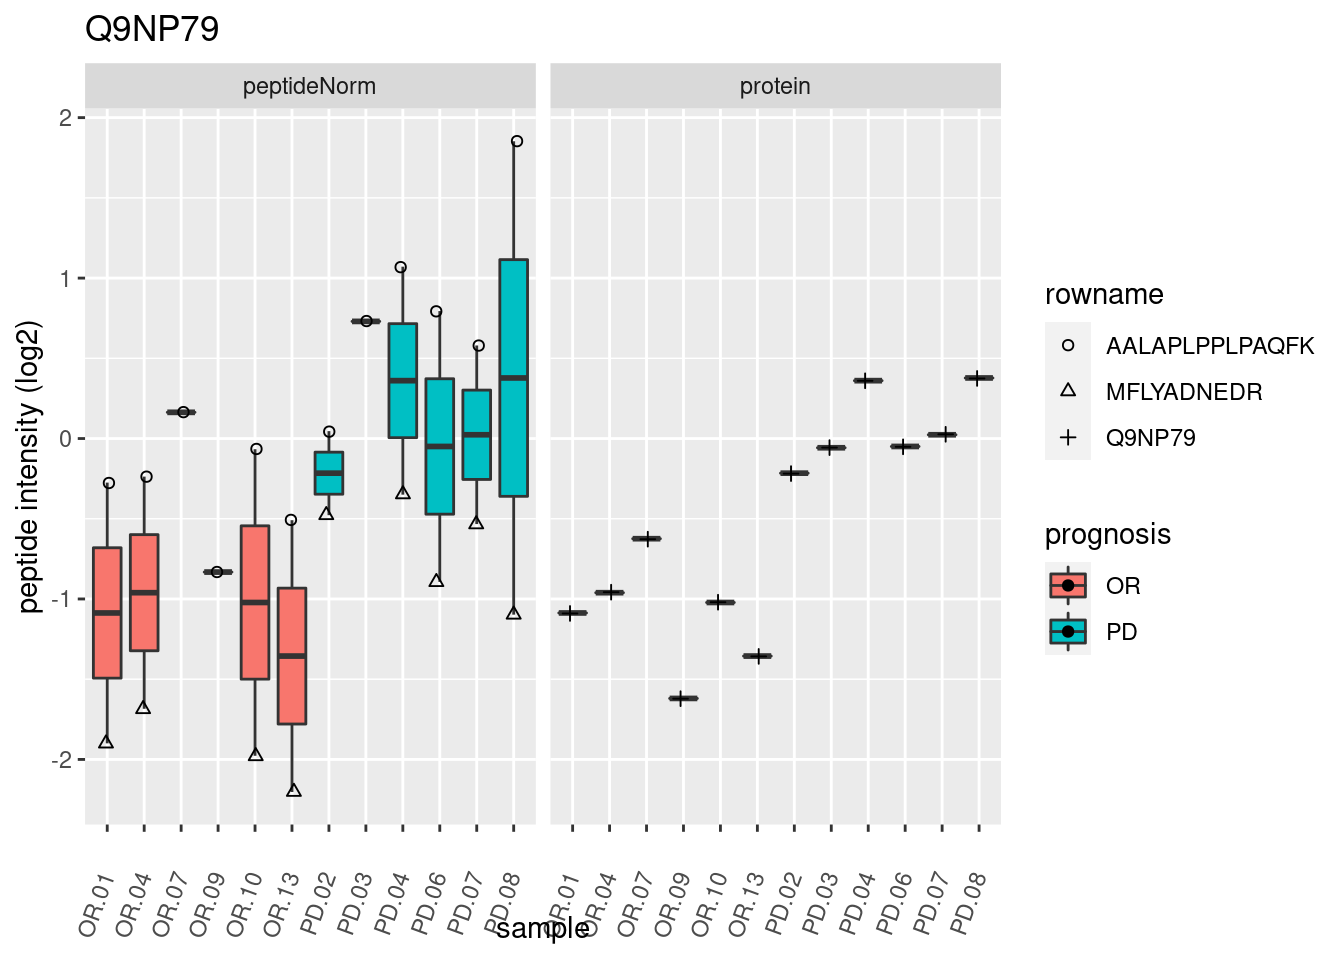 Q9NP79
peptideNorm
protein
peptide intensity (log2)
2
1
0
-1
-2
OR.01
OR.04
OR.07
OR.09
OR.10
OR.13
PD.02
PD.03
PD.04
PD.06
PD.07
PD.08
OR.01
OR.04
OR.07
OR.09
OR.10
OR.13
PD.02
PD.03
PD.04
PD.06
PD.07
PD.08
sample
rowname
AALAPLPPLPAQFK
MFLYADNEDR
Q9NP79
prognosis
OR
PD